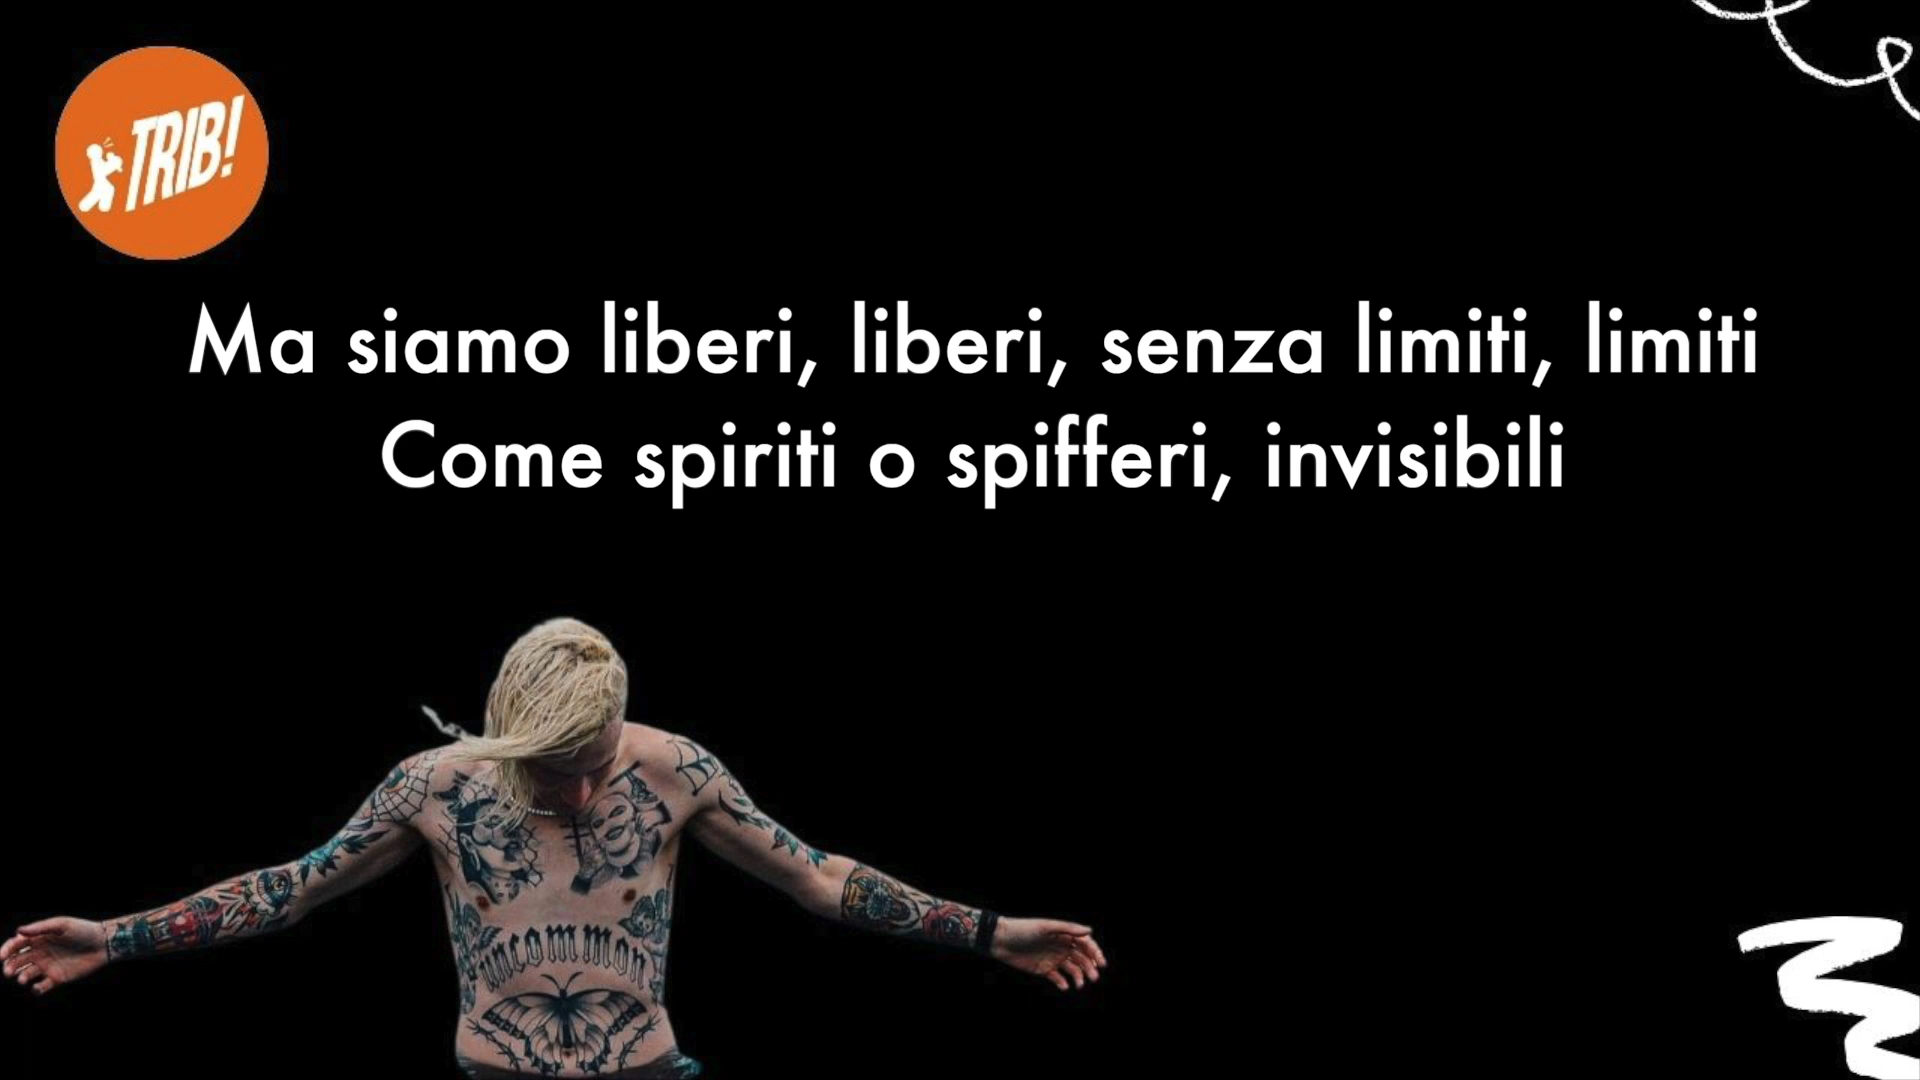 TRIB!
Ma siamo liberi, liberi, senza limiti, limiti
Come spiriti o spifferi, invisibili
uncommon